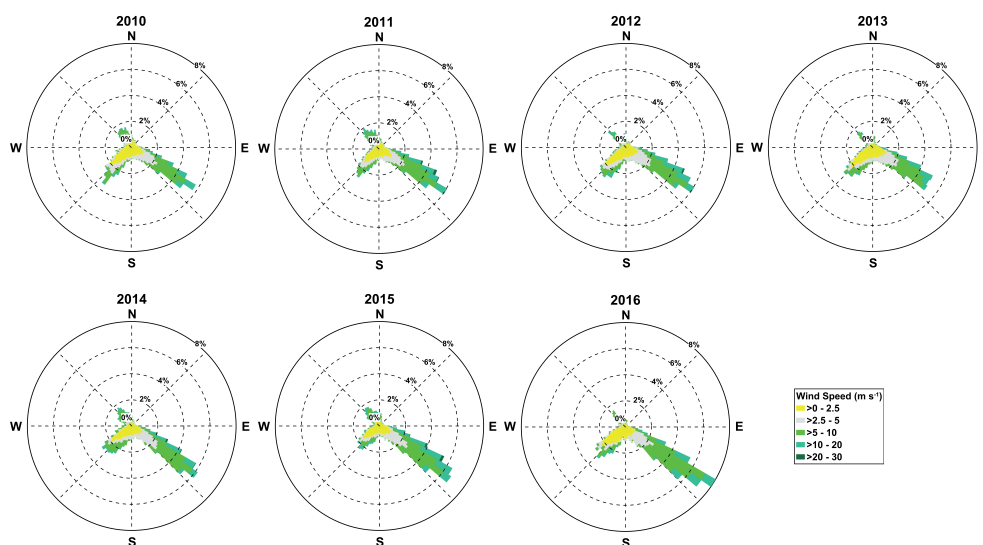 2010
N
8%
6%
4%
2%
0%
W
E
S
2011
N
8%
6%
4%
2%
0%
W
E
S
2012
N
8%
6%
4%
2%
0%
W
E
S
2013
N
8%
6%
4%
2%
0%
W
E
S
2014
N
8%
6%
4%
2%
0%
W
E
S
2015
N
8%
6%
4%
2%
0%
W
E
S
2016
N
8%
6%
4%
2%
0%
W
E
S
Wind Speed (m s⁻¹)
>0 - 2.5
>2.5 - 5
>5 - 10
>10 - 20
>20 - 30